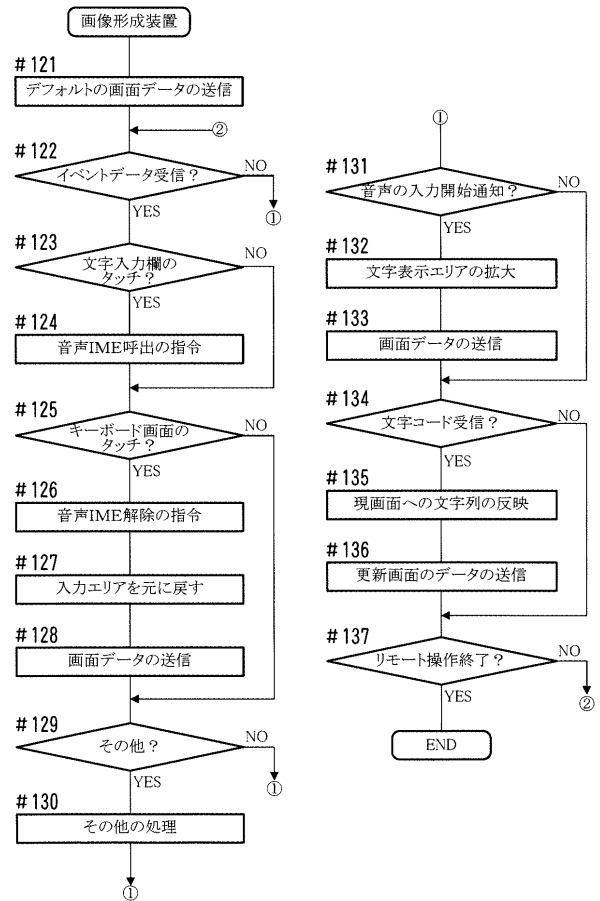 画像形成装置
#121
デフォルトの画面データの送信
②
#122
イベントデータ受信？
NO
①
YES
#123
文字入力欄の
タッチ？
NO
YES
#124
音声IME呼出の指令
#125
キーボード画面の
タッチ？
NO
YES
#126
音声IME解除の指令
#127
入力エリアを元に戻す
#128
画面データの送信
#129
その他？
NO
①
YES
#130
その他の処理
①
①
#131
音声の入力開始通知？
NO
YES
#132
文字表示エリアの拡大
#133
画面データの送信
#134
文字コード受信？
NO
YES
#135
現画面への文字列の反映
#136
更新画面のデータの送信
#137
リモート操作終了？
NO
②
YES
END